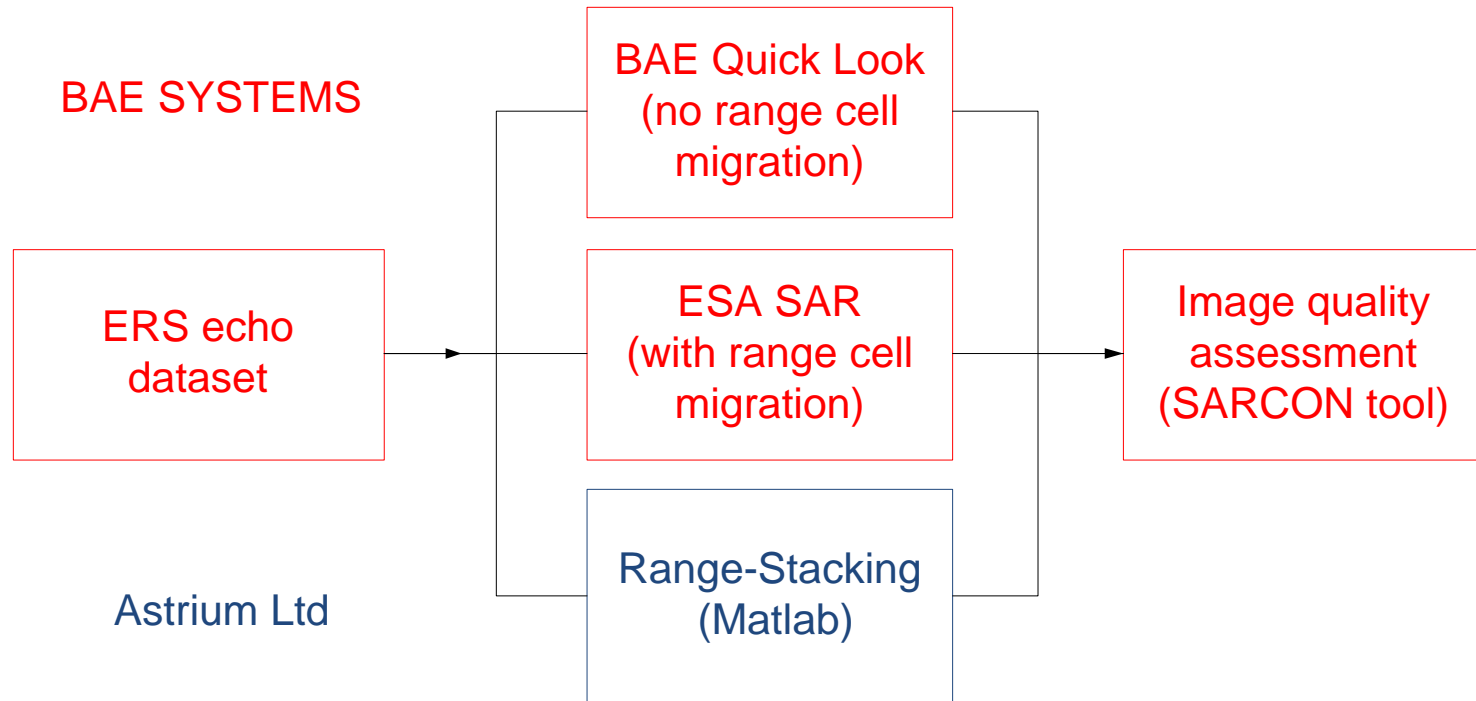 BAE SYSTEMS
BAE Quick Look
(no range cell
migration)
ERS echo
dataset
ESA SAR
(with range cell
migration)
Image quality
assessment
(SARCON tool)
Astrium Ltd
Range-Stacking
(Matlab)